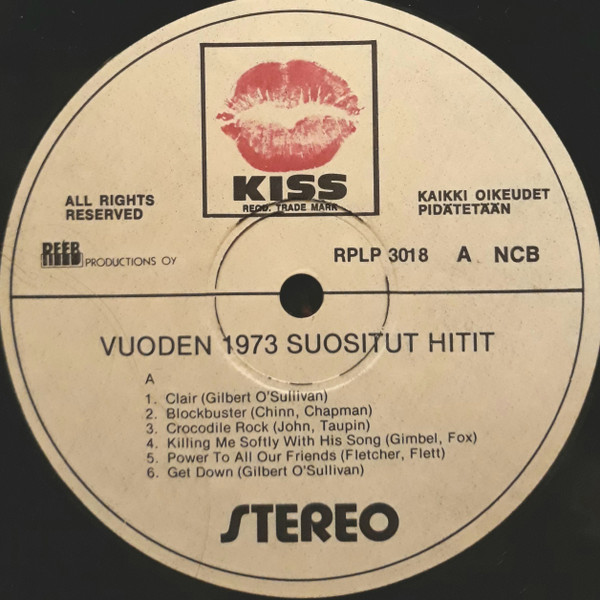 KISS
REGD. TRADE MARK
ALL RIGHTS
RESERVED
KAIKKI OIKEUDET
PIDÄTETÄÄN
PRODUCTIONS OY
RPLP 3018 A NCB
VUODEN 1973 SUOSITUT HITIT
A
1. Clair (Gilbert O'Sullivan)
2. Blockbuster (Chinn, Chapman)
3. Crocodile Rock (John, Taupin)
4. Killing Me Softly With His Song (Gimbel, Fox)
5. Power To All Our Friends (Fletcher, Flett)
6. Get Down (Gilbert O'Sullivan)
STEREO